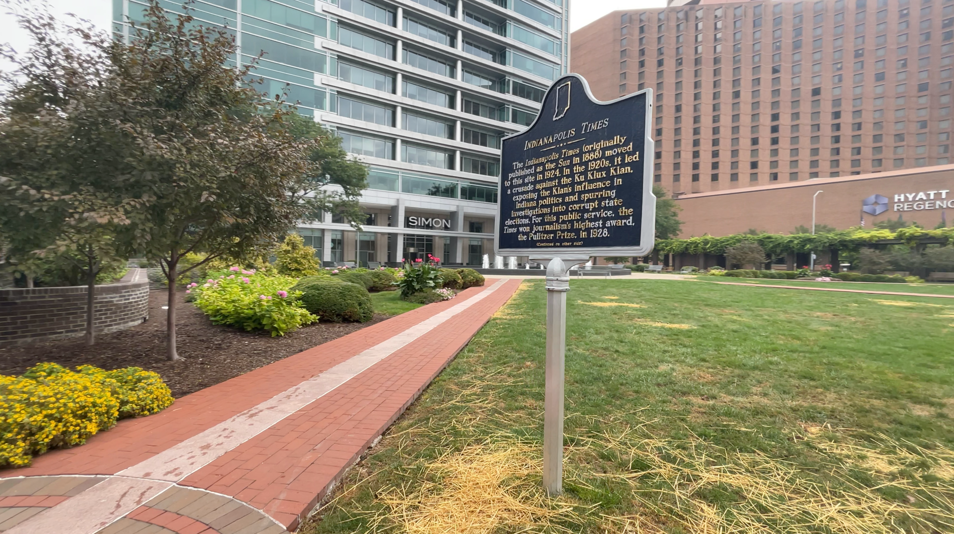 INDIANAPOLIS TIMES
The Indianapolis Times (originally
published as the Sun in 1888) moved
to this site in 1924. In the 1920s, it led
a crusade against the Ku Klux Klan,
exposing the Klan's influence in
Indiana politics and spurring
investigations into corrupt state
elections. For this public service, the
Times won journalism's highest award,
the Pulitzer Prize, in 1928.
(Continued on other side)
SIMON
HYATT
REGENC